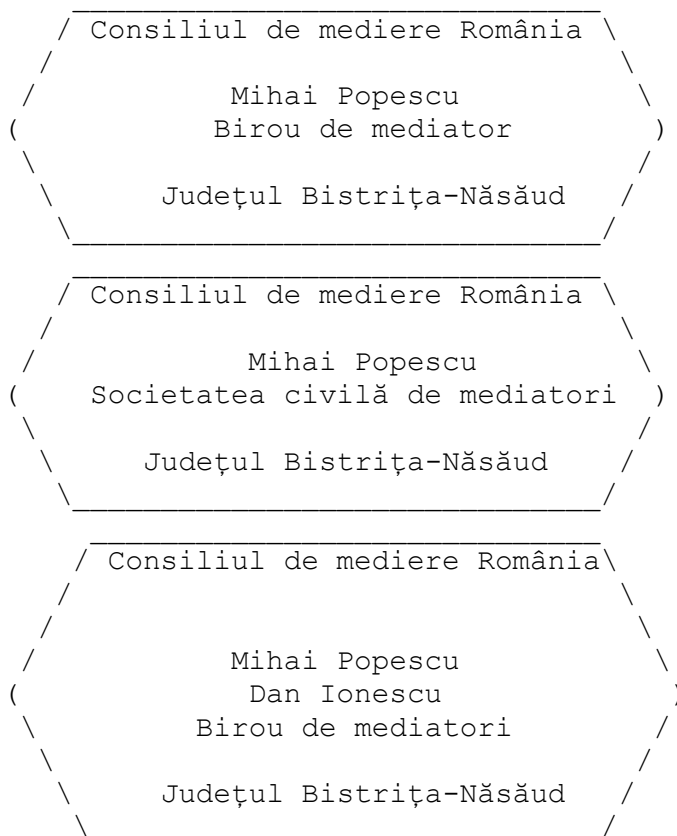 Consiliul de mediere România
Mihai Popescu
Birou de mediator
Județul Bistrița-Năsăud
Consiliul de mediere România
Mihai Popescu
Societatea civilă de mediatori
Județul Bistrița-Năsăud
Consiliul de mediere România
Mihai Popescu
Dan Ionescu
Birou de mediatori
Județul Bistrița-Năsăud